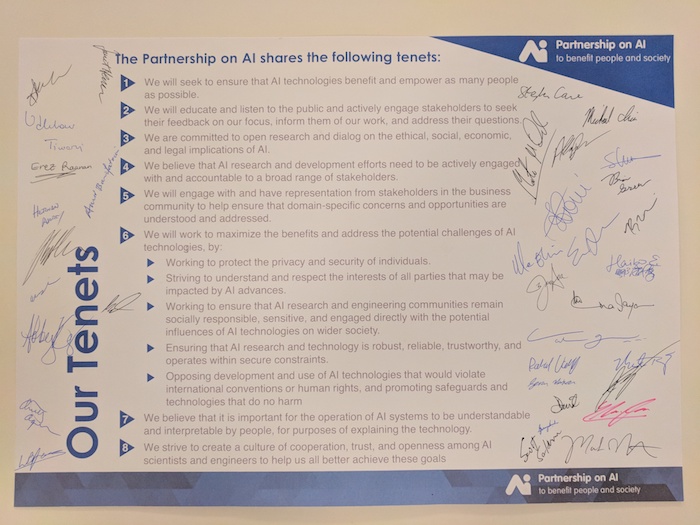 The Partnership on AI shares the following tenets:
Partnership on AI
to benefit people and society
Our Tenets
1 We will seek to ensure that AI technologies benefit and empower as many people
as possible.
2 We will educate and listen to the public and actively engage stakeholders to seek
their feedback on our focus, inform them of our work, and address their questions.
3 We are committed to open research and dialog on the ethical, social, economic,
and legal implications of AI.
4 We believe that AI research and development efforts need to be actively engaged
with and accountable to a broad range of stakeholders.
5 We will engage with and have representation from stakeholders in the business
community to help ensure that domain-specific concerns and opportunities are
understood and addressed.
6 We will work to maximize the benefits and address the potential challenges of AI
technologies, by:
Working to protect the privacy and security of individuals.
Striving to understand and respect the interests of all parties that may be
impacted by AI advances.
Working to ensure that AI research and engineering communities remain
socially responsible, sensitive, and engaged directly with the potential
influences of AI technologies on wider society.
Ensuring that AI research and technology is robust, reliable, trustworthy, and
operates within secure constraints.
Opposing development and use of AI technologies that would violate
international conventions or human rights, and promoting safeguards and
technologies that do no harm
7 We believe that it is important for the operation of AI systems to be understandable
and interpretable by people, for purposes of explaining the technology.
8 We strive to create a culture of cooperation, trust, and openness among AI
scientists and engineers to help us all better achieve these goals
Stephen Cave
Tiwari
Erez
David
Partnership on AI
to benefit people and society